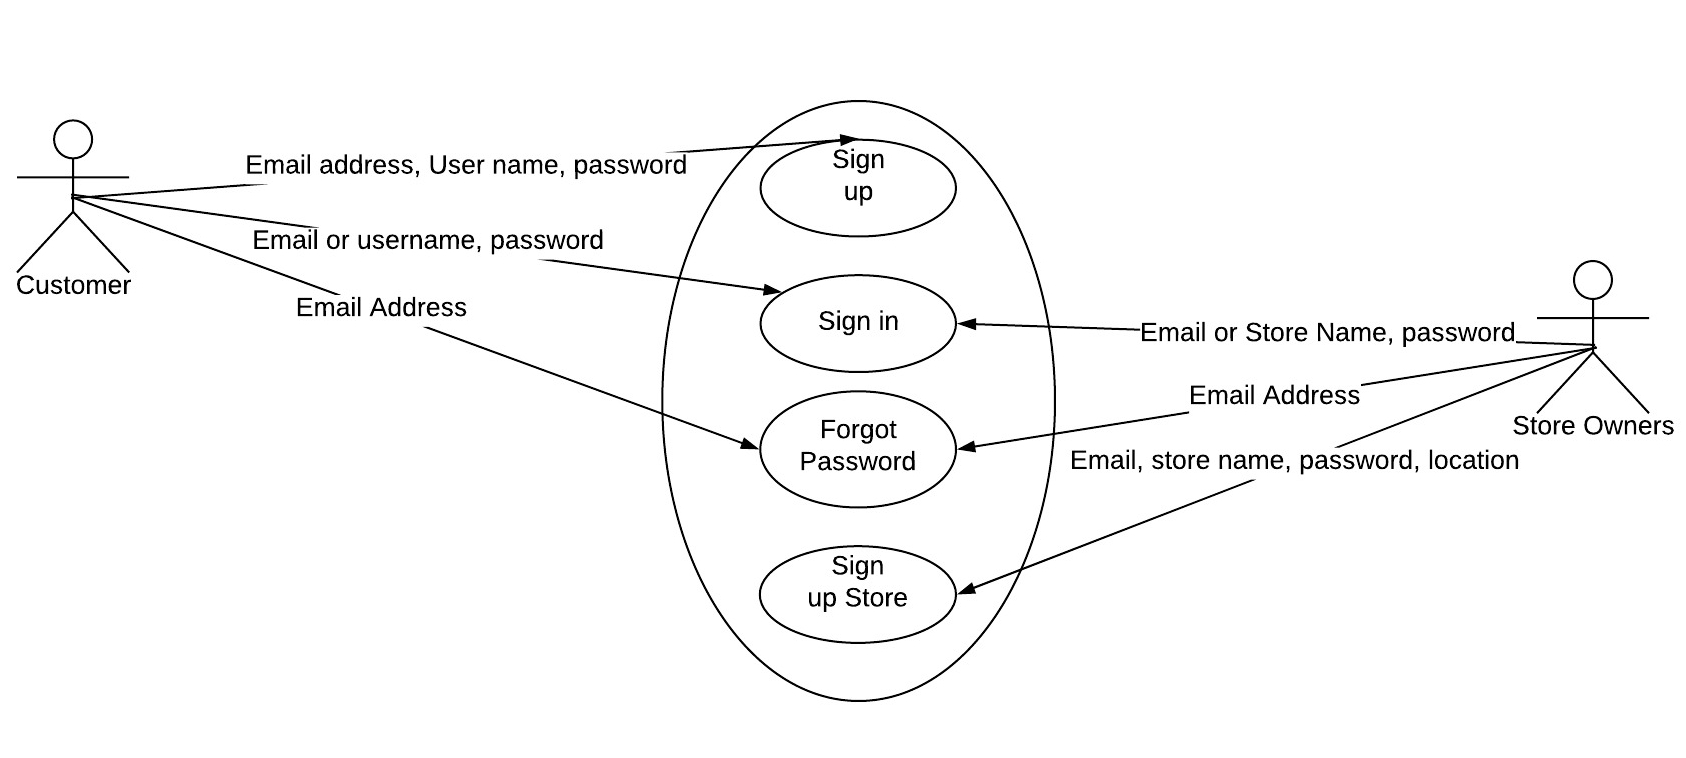 Email address, User name, password
Sign
up
Email or username, password
Customer
Email Address
Sign in
Email or Store Name, password
Email Address
Store Owners
Forgot
Password
Email, store name, password, location
Sign
up Store